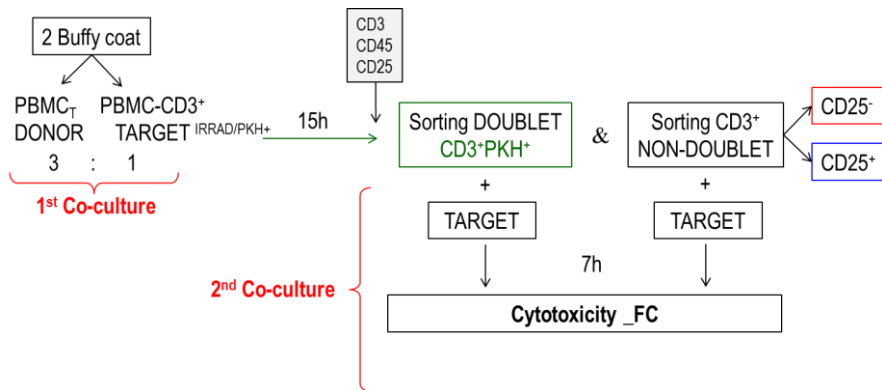 2 Buffy coat
CD3
CD45
CD25
PBMC_T PBMC-CD3⁺
DONOR TARGET IRRAD/PKH+
3 : 1
1st Co-culture
15h
Sorting DOUBLET
CD3⁺PKH⁺
&
Sorting CD3⁺
NON-DOUBLET
CD25⁻
CD25⁺
+ +
TARGET TARGET
7h
2nd Co-culture
Cytotoxicity _FC